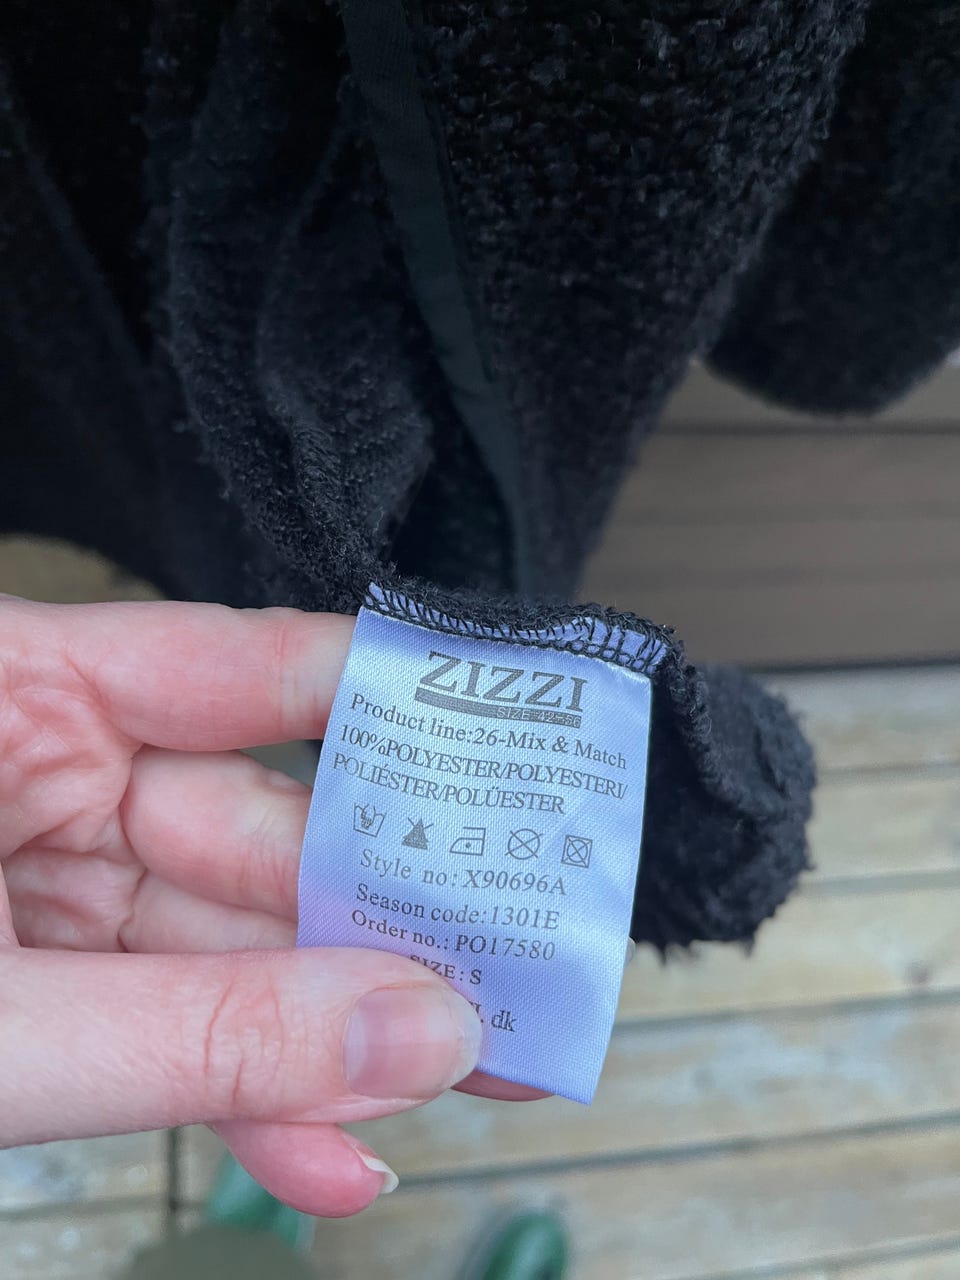 ZIZZI
SIZE 42-56
Product line:26-Mix & Match
100%POLYESTER/POLYESTERI/
POLIÉSTER/POLÜESTER
Style no: X90696A
Season code:1301E
Order no.: PO17580
SIZE: S
. dk